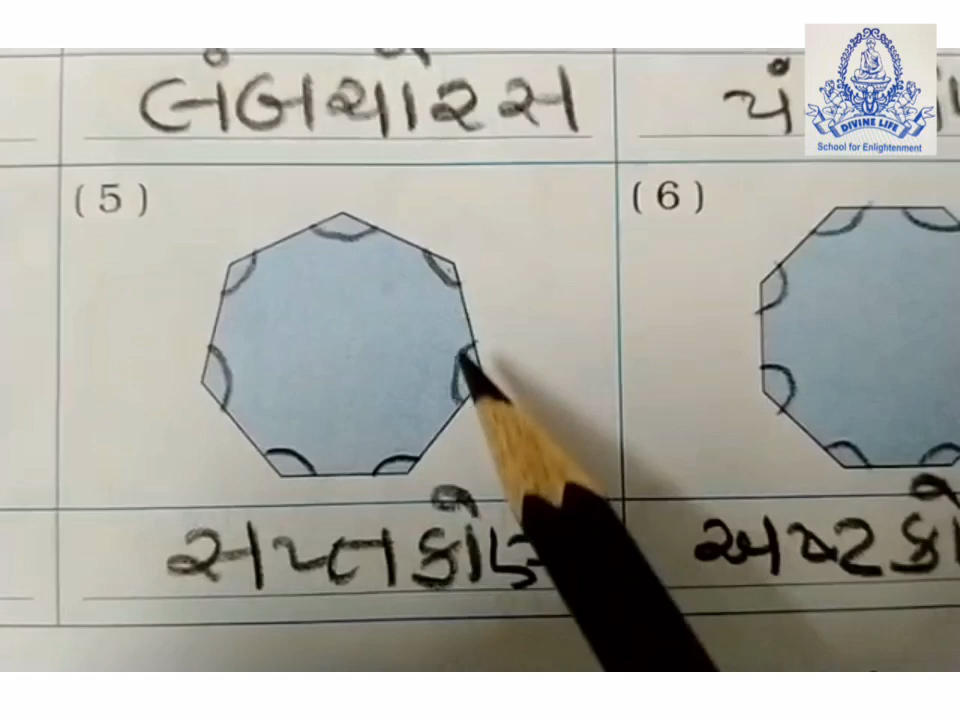 લંબચોરસ
પં
DIVINE LIFE
School for Enlightenment
(5)
(6)
સપ્તકોણ
અષ્ટકો